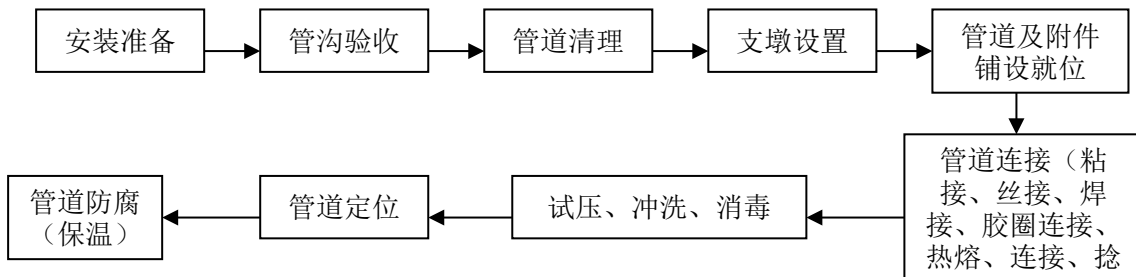 安装准备
管沟验收
管道清理
支墩设置
管道及附件
铺设就位
管道连接（粘
接、丝接、焊
接、胶圈连接、
热熔、连接、捻
试压、冲洗、消毒
管道定位
管道防腐
（保温）